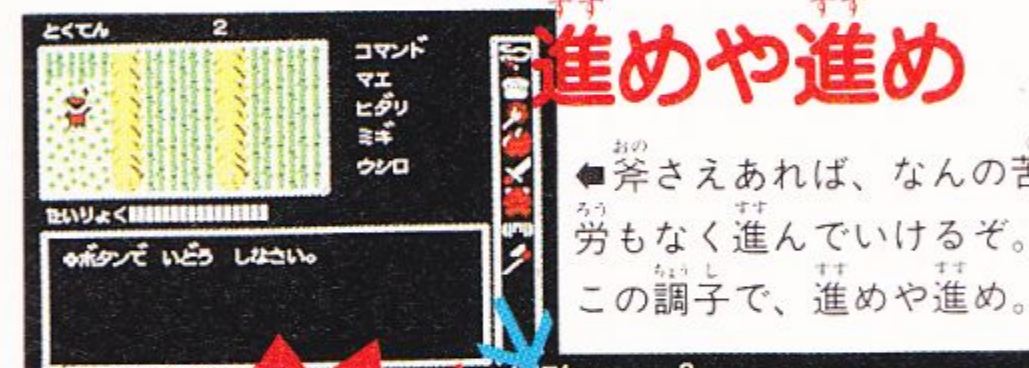 とくてん 2
コマンド
マエ
ヒダリ
ミギ
ウシロ
たいりょく
◇ボタンで いどう しなさい。
進めや進め
斧さえあれば、なんの苦
労もなく進んでいけるぞ。
この調子で、進めや進め。